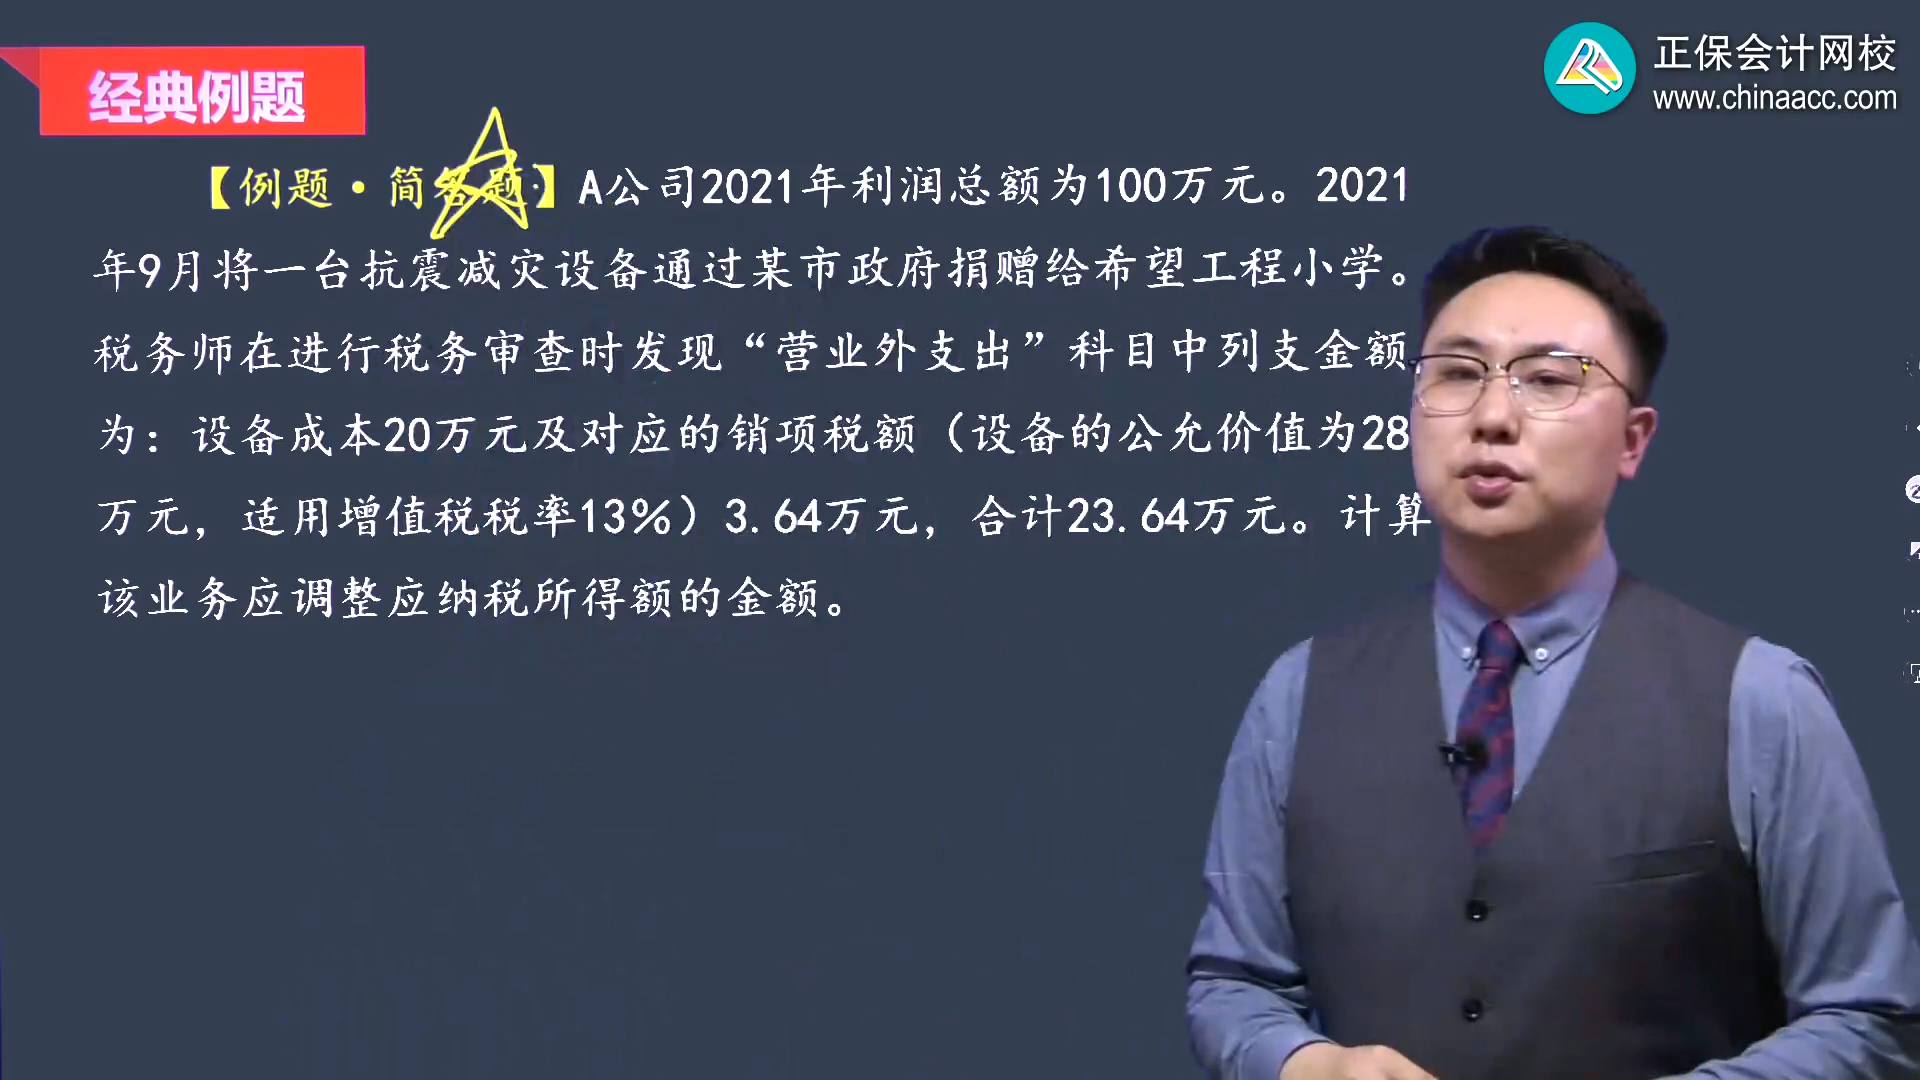 正保会计网校
www.chinaacc.com
经典例题
【例题·简答题】A公司2021年利润总额为100万元。2021
年9月将一台抗震减灾设备通过某市政府捐赠给希望工程小学。
税务师在进行税务审查时发现“营业外支出”科目中列支金额
为：设备成本20万元及对应的销项税额（设备的公允价值为28
万元，适用增值税税率13%）3.64万元，合计23.64万元。计算
该业务应调整应纳税所得额的金额。